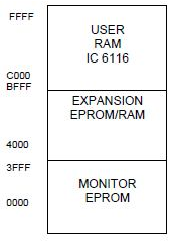 FFFF
USER
RAM
IC 6116
C000
BFFF
EXPANSION
EPROM/RAM
4000
3FFF
MONITOR
EPROM
0000